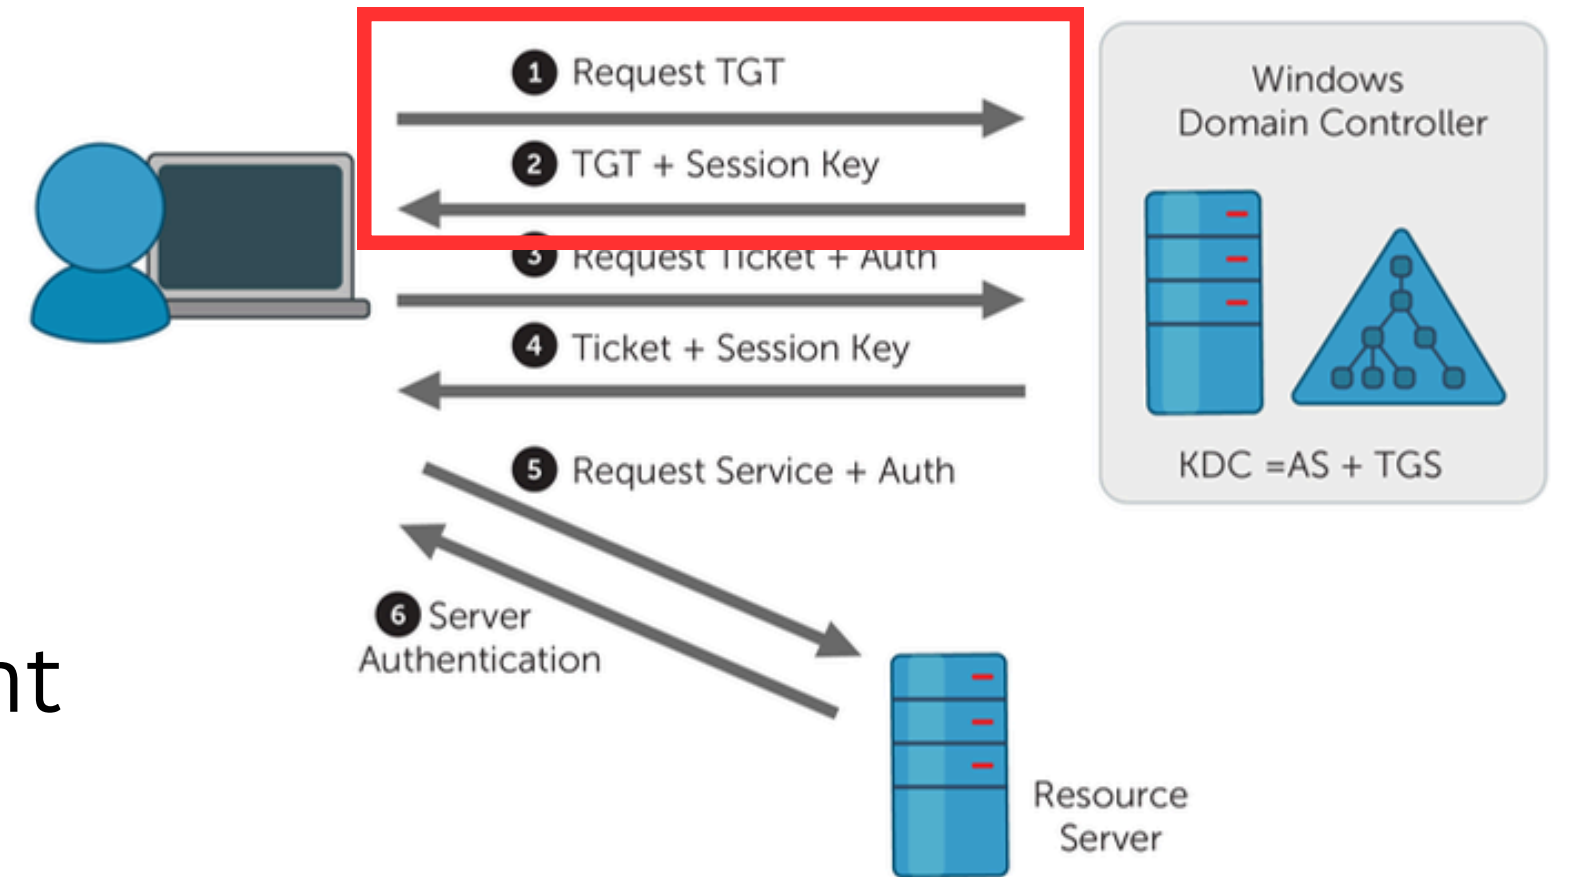 1 Request TGT
2 TGT + Session Key
3 Request Ticket + Auth
4 Ticket + Session Key
5 Request Service + Auth
6 Server
Authentication
Windows
Domain Controller
KDC =AS + TGS
nt
Resource
Server